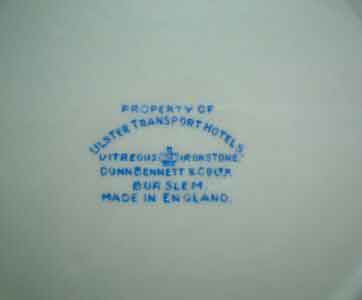 PROPERTY OF
ULSTER TRANSPORT HOTELS
VITREOUS IRONSTONE
DUNN BENNETT & CO LTD
BURSLEM
MADE IN ENGLAND